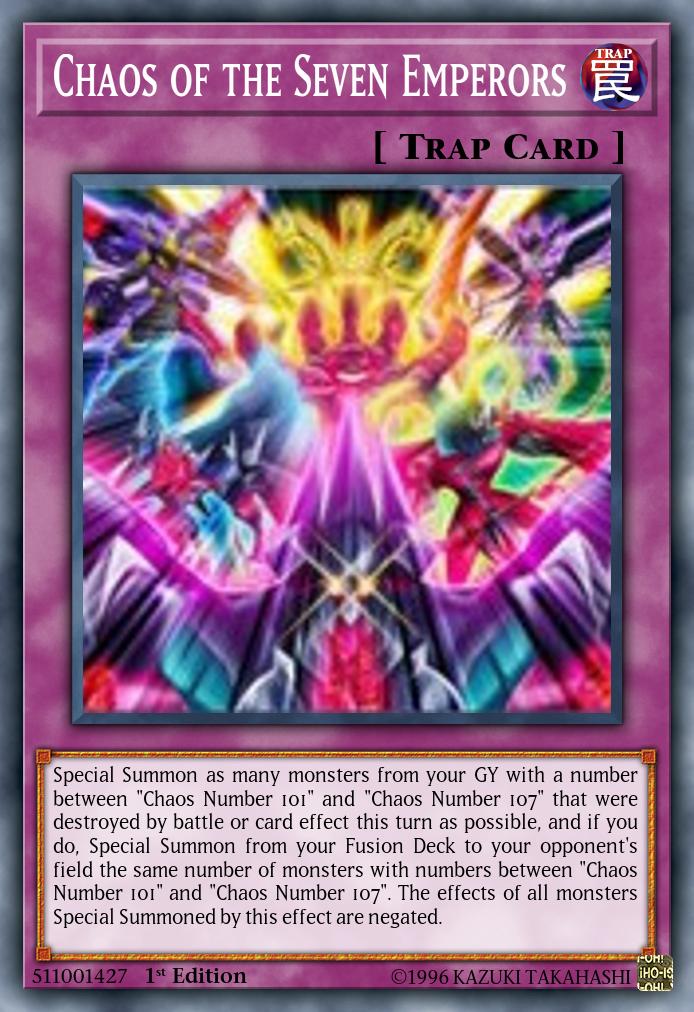 Chaos of the Seven Emperors
TRAP
罠
[ Trap Card ]
Special Summon as many monsters from your GY with a number
between "Chaos Number 101" and "Chaos Number 107" that were
destroyed by battle or card effect this turn as possible, and if you
do, Special Summon from your Fusion Deck to your opponent's
field the same number of monsters with numbers between "Chaos
Number 101" and "Chaos Number 107". The effects of all monsters
Special Summoned by this effect are negated.
511001427 1st Edition ©1996 KAZUKI TAKAHASHI